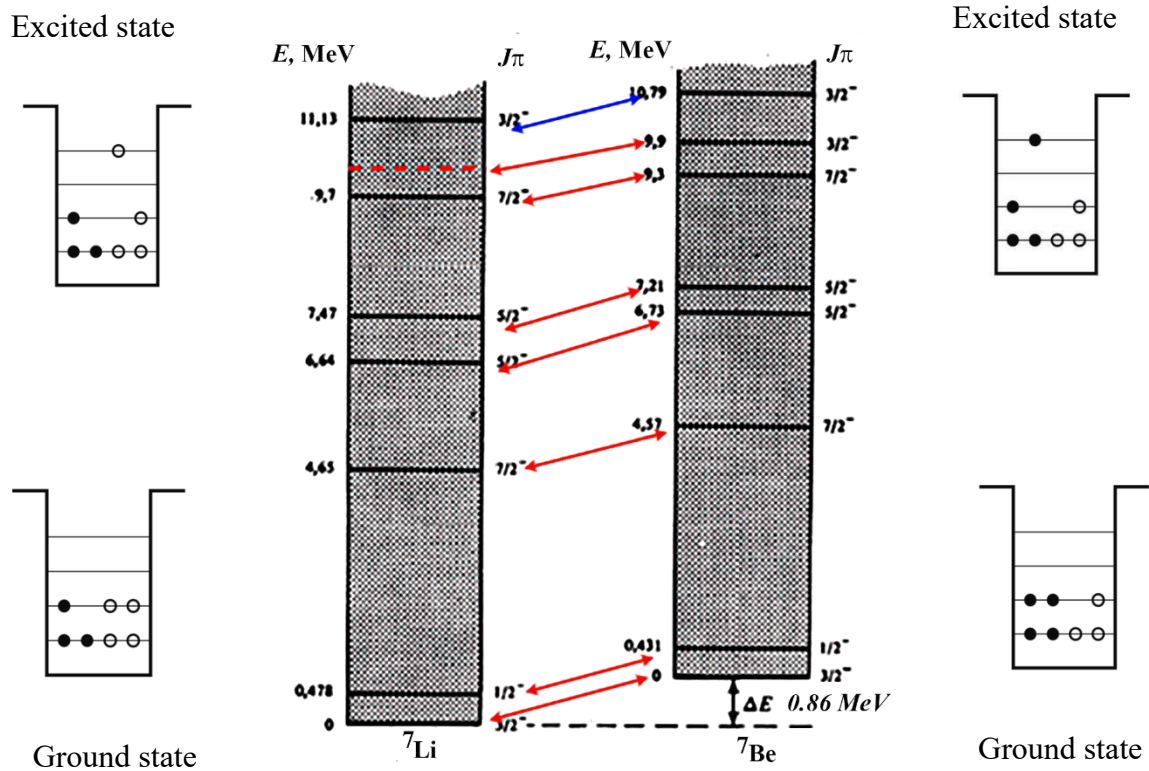 Excited state
Excited state
E, MeV
Jπ
E, MeV
Jπ
11,13
3/2⁻
10,79
3/2⁻
9,9
3/2⁻
9,7
7/2⁻
9,3
7/2⁻
7,47
5/2⁻
7,21
5/2⁻
6,64
5/2⁻
6,73
5/2⁻
4,65
7/2⁻
4,57
7/2⁻
0,478
1/2⁻
0,431
1/2⁻
0
3/2⁻
0
3/2⁻
ΔE 0.86 MeV
⁷Li
⁷Be
Ground state
Ground state